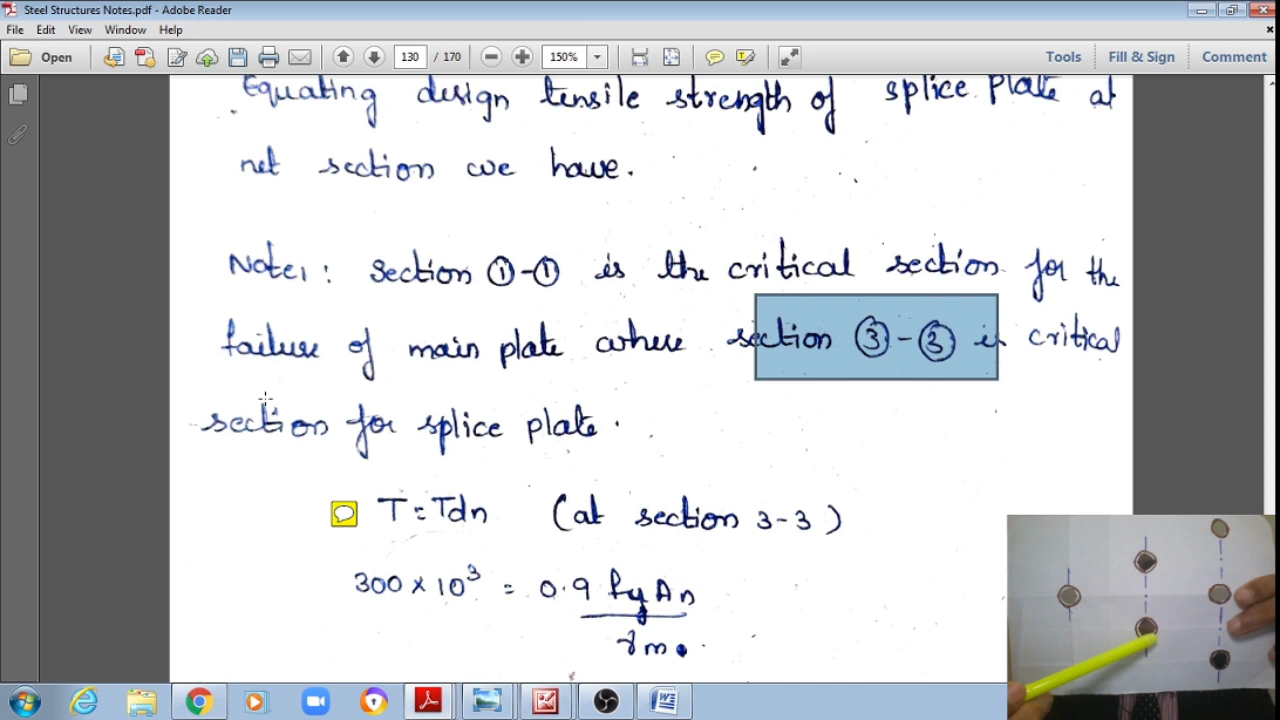 Steel Structures Notes.pdf - Adobe Reader
File Edit View Window Help
Open 130 / 170 150% Tools Fill & Sign Comment
Equating design tensile strength of splice plate at
net section we have.
Note1: section ①-① is the critical section for the
failure of main plate where section ③-③ is critical
section for splice plate.
T = Tdn (at section 3-3)
300 × 10³ = 0.9 fy An
γm₀.